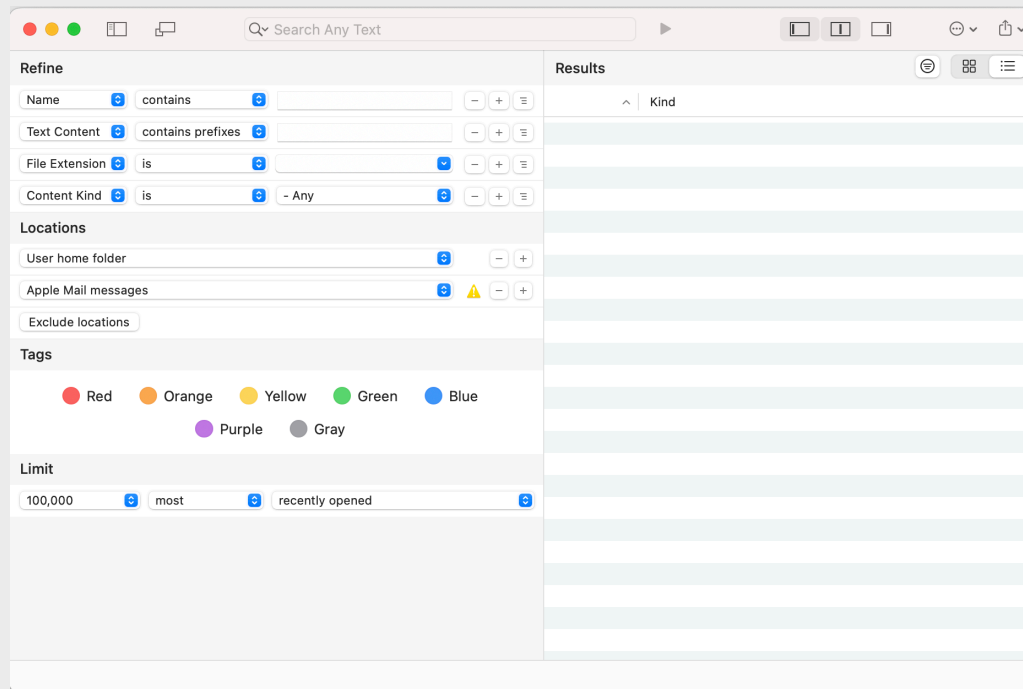 Search Any Text
Refine
Results
Name contains
Kind
Text Content contains prefixes
File Extension is
Content Kind is - Any
Locations
User home folder
Apple Mail messages
Exclude locations
Tags
Red Orange Yellow Green Blue
Purple Gray
Limit
100,000 most recently opened